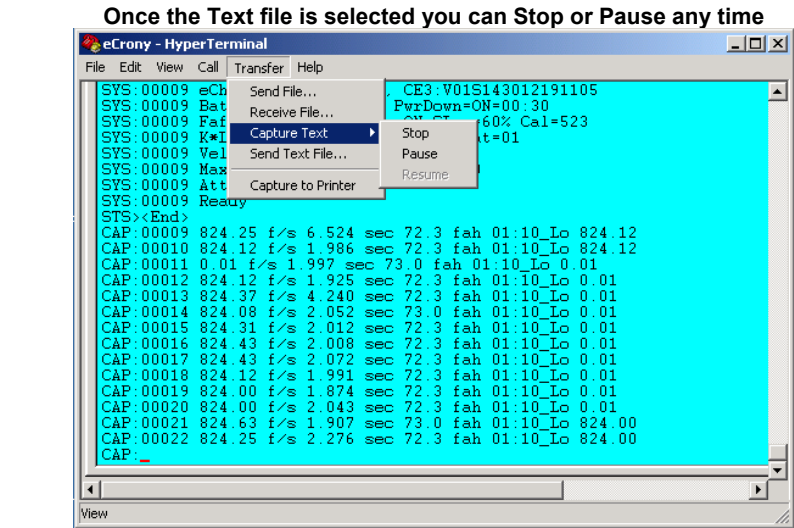 Once the Text file is selected you can Stop or Pause any time
eCrony - HyperTerminal
File Edit View Call Transfer Help
Send File...
Receive File...
Capture Text
Send Text File...
Capture to Printer
Stop
Pause
Resume
SYS:00009 eCh , CE3:V01S143012191105
SYS:00009 Bat PwrDown=ON=00:30
SYS:00009 Faf 60% Cal=523
SYS:00009 K*I t=01
SYS:00009 Vel
SYS:00009 Max
SYS:00009 Att
SYS:00009 Ready
STS><End>
CAP:00009 824.25 f/s 6.524 sec 72.3 fah 01:10_Lo 824.12
CAP:00010 824.12 f/s 1.986 sec 72.3 fah 01:10_Lo 824.12
CAP:00011 0.01 f/s 1.997 sec 73.0 fah 01:10_Lo 0.01
CAP:00012 824.12 f/s 1.925 sec 72.3 fah 01:10_Lo 0.01
CAP:00013 824.37 f/s 4.240 sec 72.3 fah 01:10_Lo 0.01
CAP:00014 824.08 f/s 2.052 sec 73.0 fah 01:10_Lo 0.01
CAP:00015 824.31 f/s 2.012 sec 72.3 fah 01:10_Lo 0.01
CAP:00016 824.43 f/s 2.008 sec 72.3 fah 01:10_Lo 0.01
CAP:00017 824.43 f/s 2.072 sec 72.3 fah 01:10_Lo 0.01
CAP:00018 824.12 f/s 1.991 sec 72.3 fah 01:10_Lo 0.01
CAP:00019 824.00 f/s 1.874 sec 72.3 fah 01:10_Lo 0.01
CAP:00020 824.00 f/s 2.043 sec 72.3 fah 01:10_Lo 0.01
CAP:00021 824.63 f/s 1.907 sec 73.0 fah 01:10_Lo 824.00
CAP:00022 824.25 f/s 2.276 sec 72.3 fah 01:10_Lo 824.00
CAP:_
View